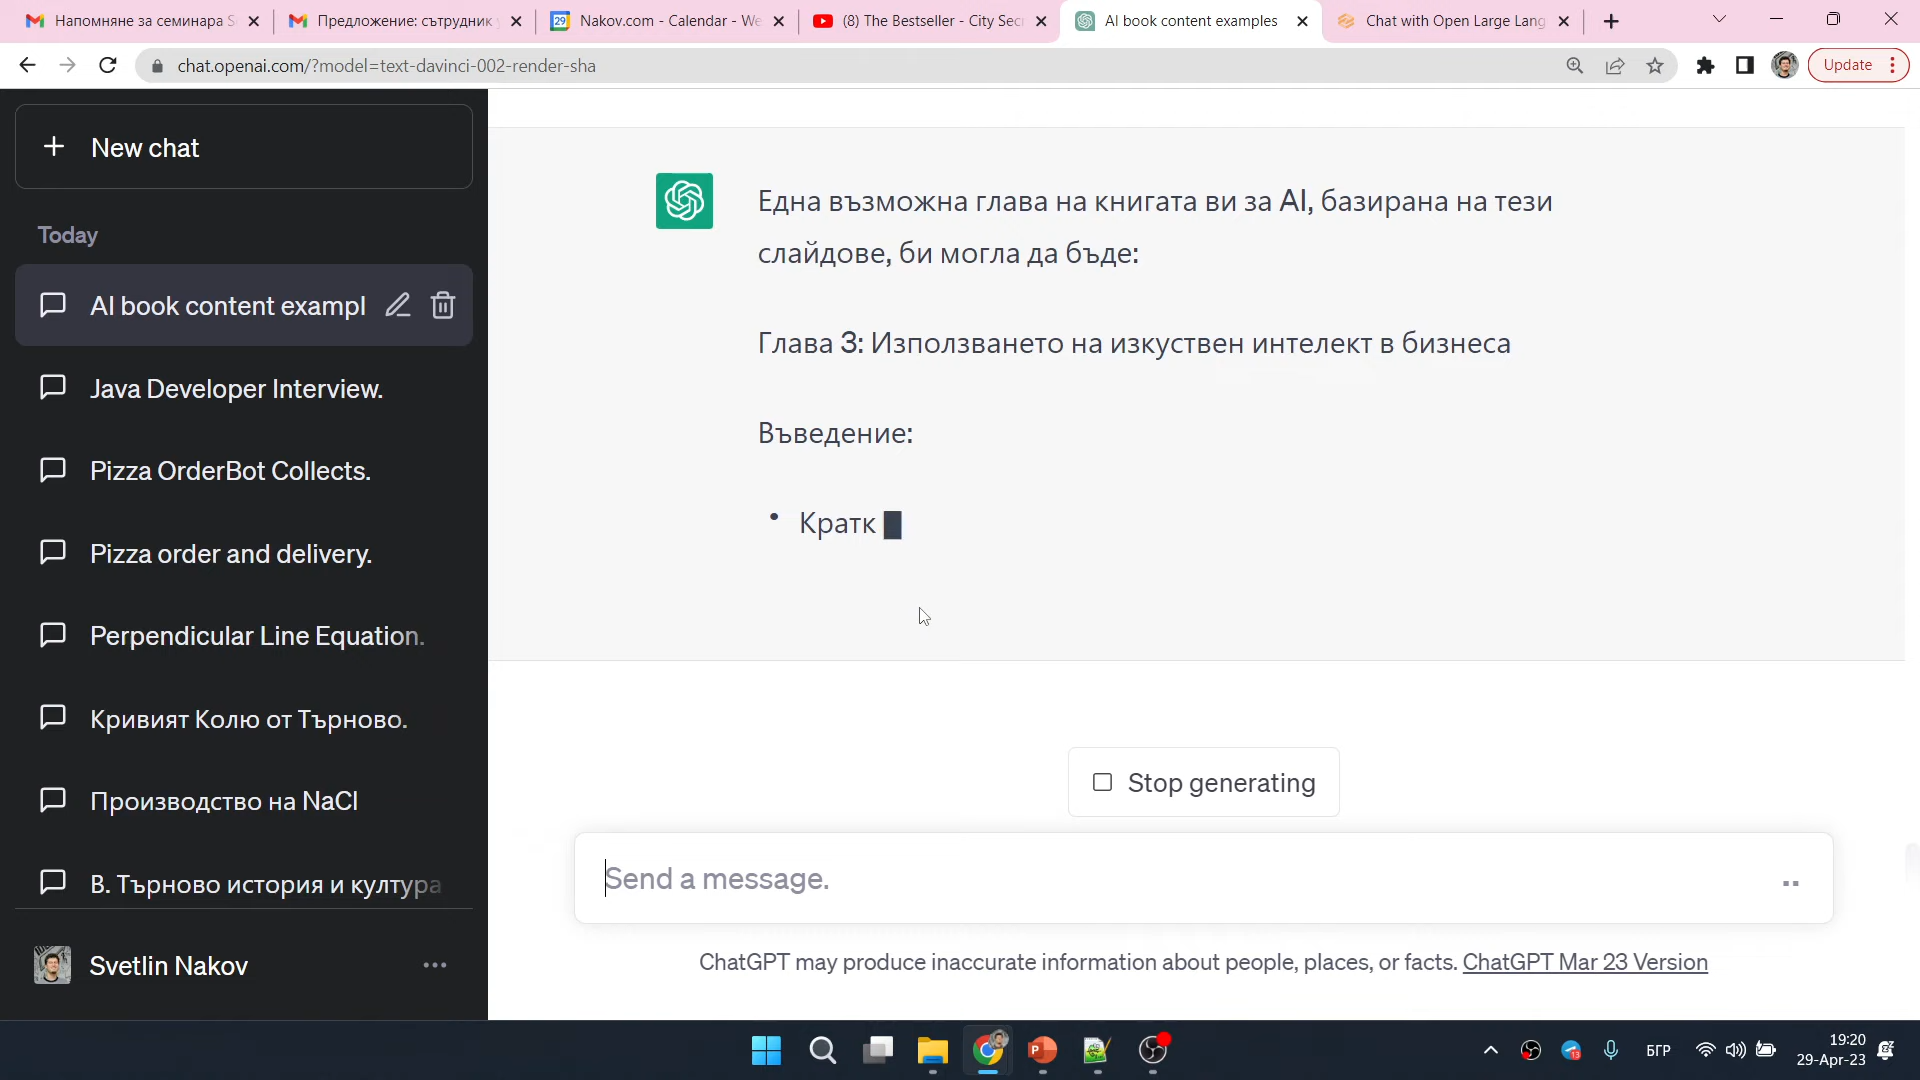 Напомняне за семинара S
Предложение: сътрудник
29
Nakov.com - Calendar - We
(8) The Bestseller - City Sec
AI book content examples
Chat with Open Large Lang
chat.openai.com/?model=text-davinci-002-render-sha
Update
New chat
Today
AI book content exampl
Java Developer Interview.
Pizza OrderBot Collects.
Pizza order and delivery.
Perpendicular Line Equation.
Кривият Колю от Търново.
Производство на NaCl
В. Търново история и култура
Svetlin Nakov
Една възможна глава на книгата ви за AI, базирана на тези
слайдове, би могла да бъде:
Глава 3: Използването на изкуствен интелект в бизнеса
Въведение:
• Кратк
Stop generating
Send a message.
ChatGPT may produce inaccurate information about people, places, or facts. ChatGPT Mar 23 Version
13
БГР
19:20
29-Apr-23